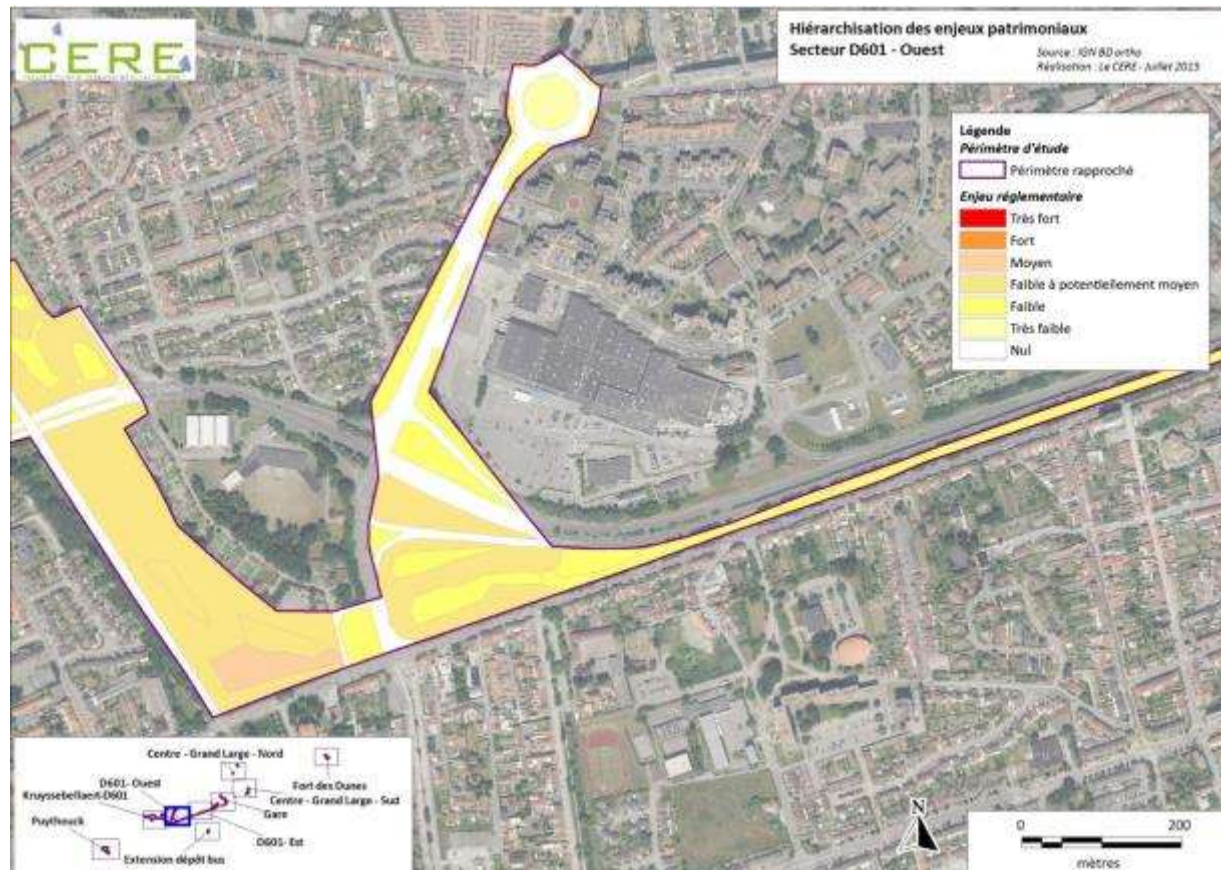 CERE
Hiérarchisation des enjeux patrimoniaux
Secteur D601 - Ouest
Source : IGN BD ortho
Réalisation : Le CERE - Juillet 2015
Légende
Périmètre d'étude
Périmètre rapproché
Enjeu réglementaire
Très fort
Fort
Moyen
Faible à potentiellement moyen
Faible
Très faible
Nul
Centre - Grand Large - Nord
D601- Ouest
Fort des Dunes
Kruyssebellaert-D601
Centre - Grand Large - Sud
Gare
Puythouck
D601- Est
Extension dépôt bus
N
0 200
mètres